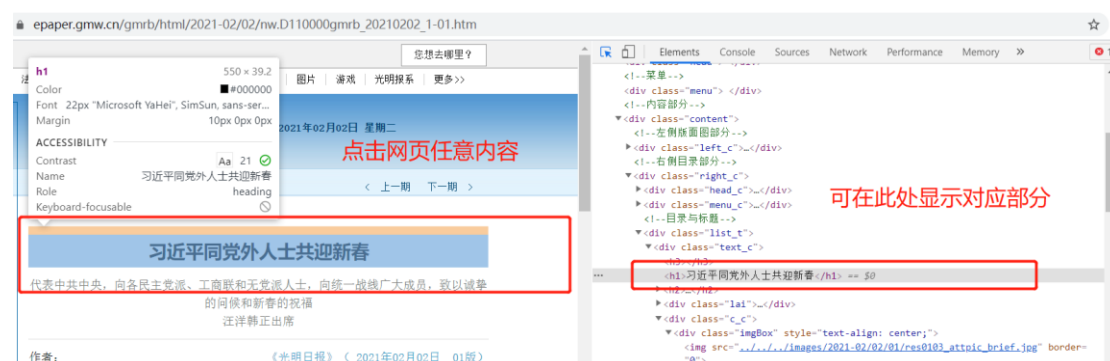 epaper.gmw.cn/gmrb/html/2021-02/02/nw.D110000gmrb_20210202_1-01.htm
您想去哪里？
图片 游戏 光明报系 更多>>
h1 550 × 39.2
Color #000000
Font 22px "Microsoft YaHei", SimSun, sans-ser...
Margin 10px 0px 0px
ACCESSIBILITY
Contrast Aa 21
Name 习近平同党外人士共迎新春
Role heading
Keyboard-focusable
2021年02月02日 星期二
点击网页任意内容
< 上一期 下一期 >
习近平同党外人士共迎新春
代表中共中央，向各民主党派、工商联和无党派人士，向统一战线广大成员，致以诚挚
的问候和新春的祝福
汪洋韩正出席
作者： 《光明日报》（ 2021年02月02日 01版）
Elements Console Sources Network Performance Memory »
<!--菜单-->
<div class="menu"> </div>
<!--内容部分-->
▼<div class="content">
<!--左侧版面图部分-->
▶<div class="left_c">…</div>
<!--右侧目录部分-->
▼<div class="right_c">
▶<div class="head_c">…</div>
▶<div class="menu_c">…</div>
<!--目录与标题-->
▼<div class="list_t">
▼<div class="text_c">
<h3></h3>
<h1>习近平同党外人士共迎新春</h1> == $0
▶<h2>…</h2>
▶<div class="lai">…</div>
▼<div class="c_c">
▼<div class="imgBox" style="text-align: center;">
<img src="../../../images/2021-02/02/01/res0103_attpic_brief.jpg" border=
"0">
可在此处显示对应部分